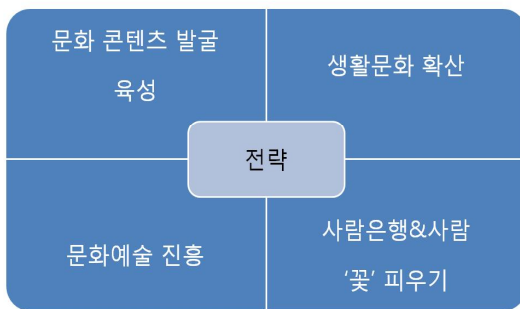 문화 콘텐츠 발굴
육성
생활문화 확산
전략
문화예술 진흥
사람은행&사람
‘꽃’ 피우기